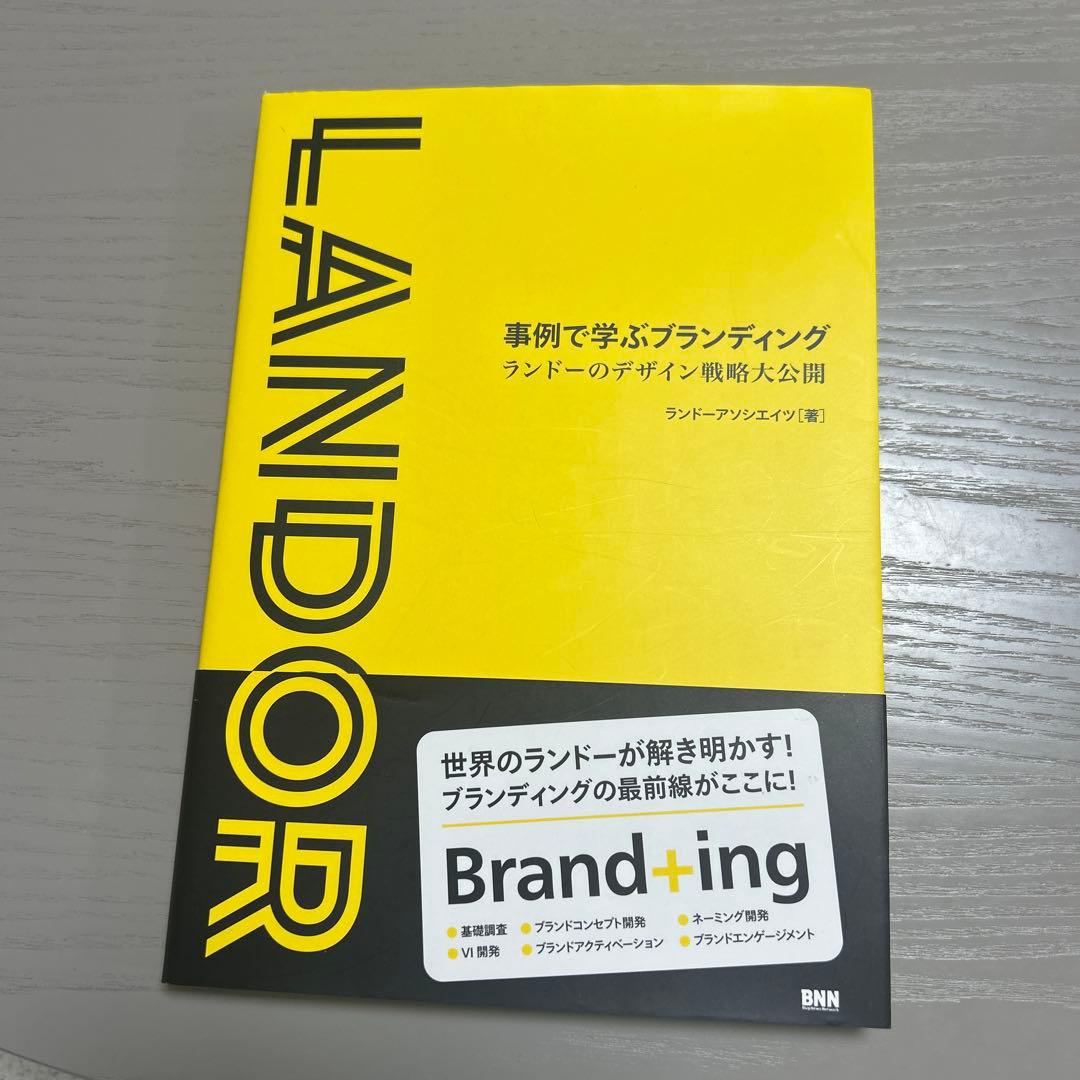 LANDOR
事例で学ぶブランディング
ランドーのデザイン戦略大公開
ランドーアソシエイツ[著]
世界のランドーが解き明かす!
ブランディングの最前線がここに!
Brand+ing
基礎調査 ブランドコンセプト開発 ネーミング開発
VI開発 ブランドアクティベーション ブランドエンゲージメント
BNN